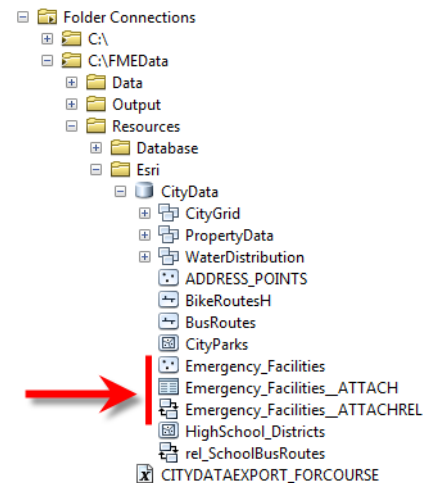 Folder Connections
C:\
C:\FMEData
Data
Output
Resources
Database
Esri
CityData
CityGrid
PropertyData
WaterDistribution
ADDRESS_POINTS
BikeRoutesH
BusRoutes
CityParks
Emergency_Facilities
Emergency_Facilities__ATTACH
Emergency_Facilities__ATTACHREL
HighSchool_Districts
rel_SchoolBusRoutes
CITYDATAEXPORT_FORCOURSE